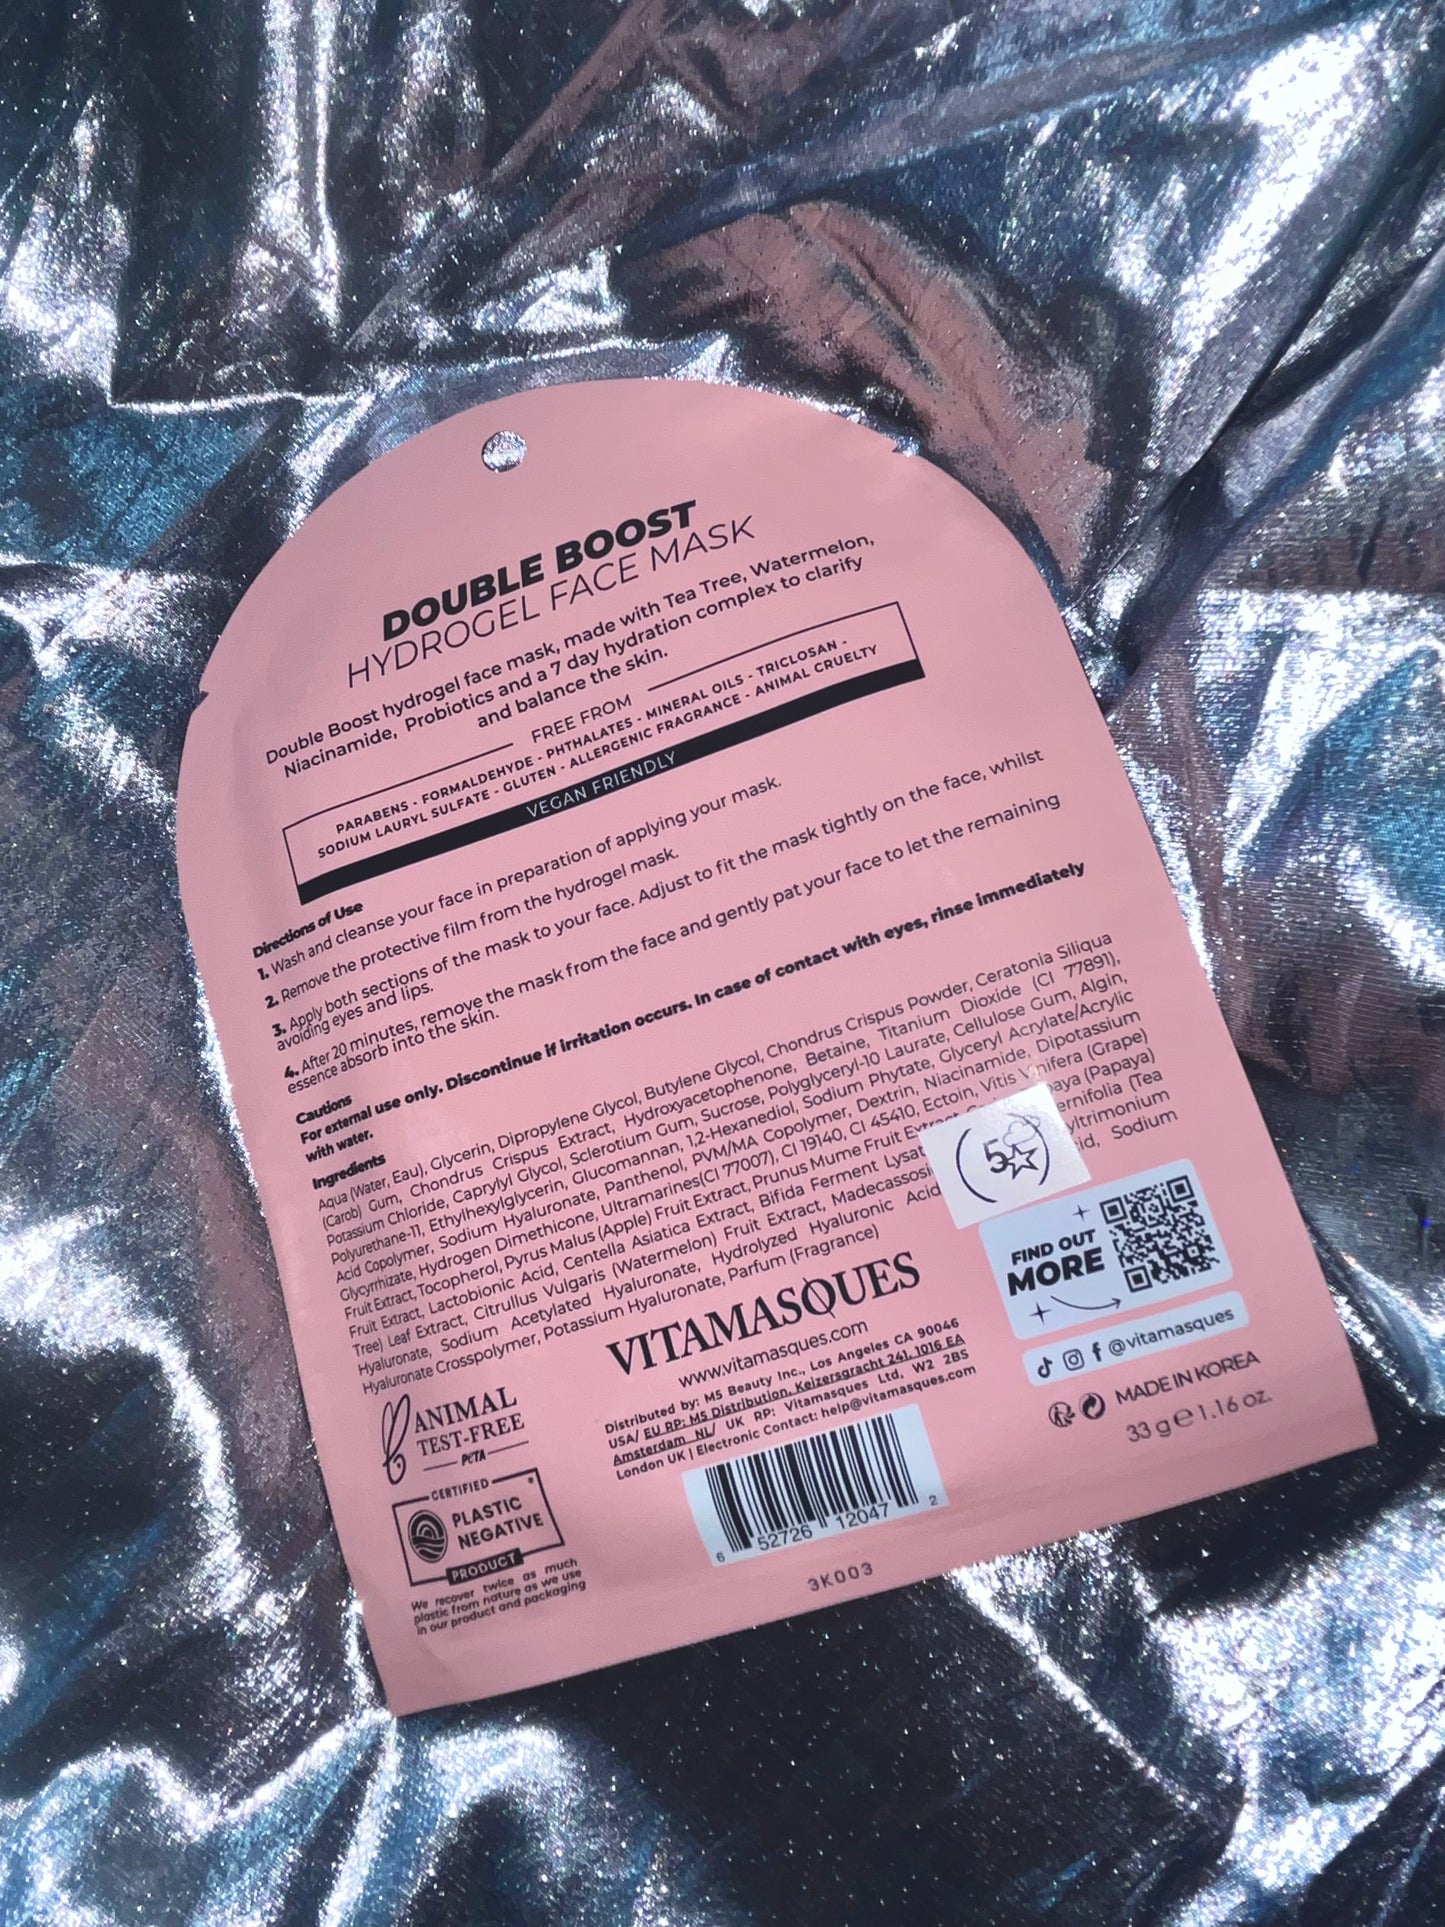 DOUBLE BOOST
HYDROGEL FACE MASK
Double Boost hydrogel face mask, made with Tea Tree, Watermelon,
Niacinamide, Probiotics and a 7 day hydration complex to clarify
and balance the skin.
FREE FROM
PARABENS - FORMALDEHYDE - PHTHALATES - MINERAL OILS - TRICLOSAN -
SODIUM LAURYL SULFATE - GLUTEN - ALLERGENIC FRAGRANCE - ANIMAL CRUELTY
VEGAN FRIENDLY
Directions of Use
1. Wash and cleanse your face in preparation of applying your mask.
2. Remove the protective film from the hydrogel mask.
3. Apply both sections of the mask to your face. Adjust to fit the mask tightly on the face, whilst
avoiding eyes and lips.
4. After 20 minutes, remove the mask from the face and gently pat your face to let the remaining
essence absorb into the skin.
Cautions
For external use only. Discontinue if irritation occurs. In case of contact with eyes, rinse immediately
with water.
Ingredients
Aqua (Water, Eau), Glycerin, Dipropylene Glycol, Butylene Glycol, Chondrus Crispus Powder, Ceratonia Siliqua
(Carob) Gum, Chondrus Crispus Extract, Hydroxyacetophenone, Betaine, Titanium Dioxide (CI 77891),
Potassium Chloride, Caprylyl Glycol, Sclerotium Gum, Sucrose, Polyglyceryl-10 Laurate, Cellulose Gum, Algin,
Polyurethane-11, Ethylhexylglycerin, Glucomannan, 1,2-Hexanediol, Sodium Phytate, Glyceryl Acrylate/Acrylic
Acid Copolymer, Sodium Hyaluronate, Panthenol, PVM/MA Copolymer, Dextrin, Niacinamide, Dipotassium
Glycyrrhizate, Hydrogen Dimethicone, Ultramarines(CI 77007), CI 19140, CI 45410, Ectoin, Vitis Vinifera (Grape)
Fruit Extract, Tocopherol, Pyrus Malus (Apple) Fruit Extract, Prunus Mume Fruit Extract (Papaya)
Fruit Extract, Lactobionic Acid, Centella Asiatica Extract, Bifida Ferment (Tea
Tree) Leaf Extract, Citrullus Vulgaris (Watermelon) Fruit Extract,
Hyaluronate, Sodium Acetylated Hyaluronate, Hydrolyzed Hyaluronic Acid Sodium
Hyaluronate Crosspolymer, Potassium Hyaluronate, Parfum (Fragrance)
5
FIND OUT
MORE
@vitamasques
MADE IN KOREA
33 g ℮ 1.16 oz.
VITAMASQUES
www.vitamasques.com
Distributed by: M5 Beauty Inc., Los Angeles CA 90046
USA/ EU RP: M5 Distribution, Keizersgracht 241, 1016 EA
Amsterdam NL/ UK RP: Vitamasques Ltd, W2 2BS
London UK | Electronic Contact: help@vitamasques.com
6 52726 12047 2
3K003
ANIMAL
TEST-FREE
PETA
CERTIFIED
PLASTIC
NEGATIVE
PRODUCT
We recover twice as much
plastic from nature as we use
in our product and packaging